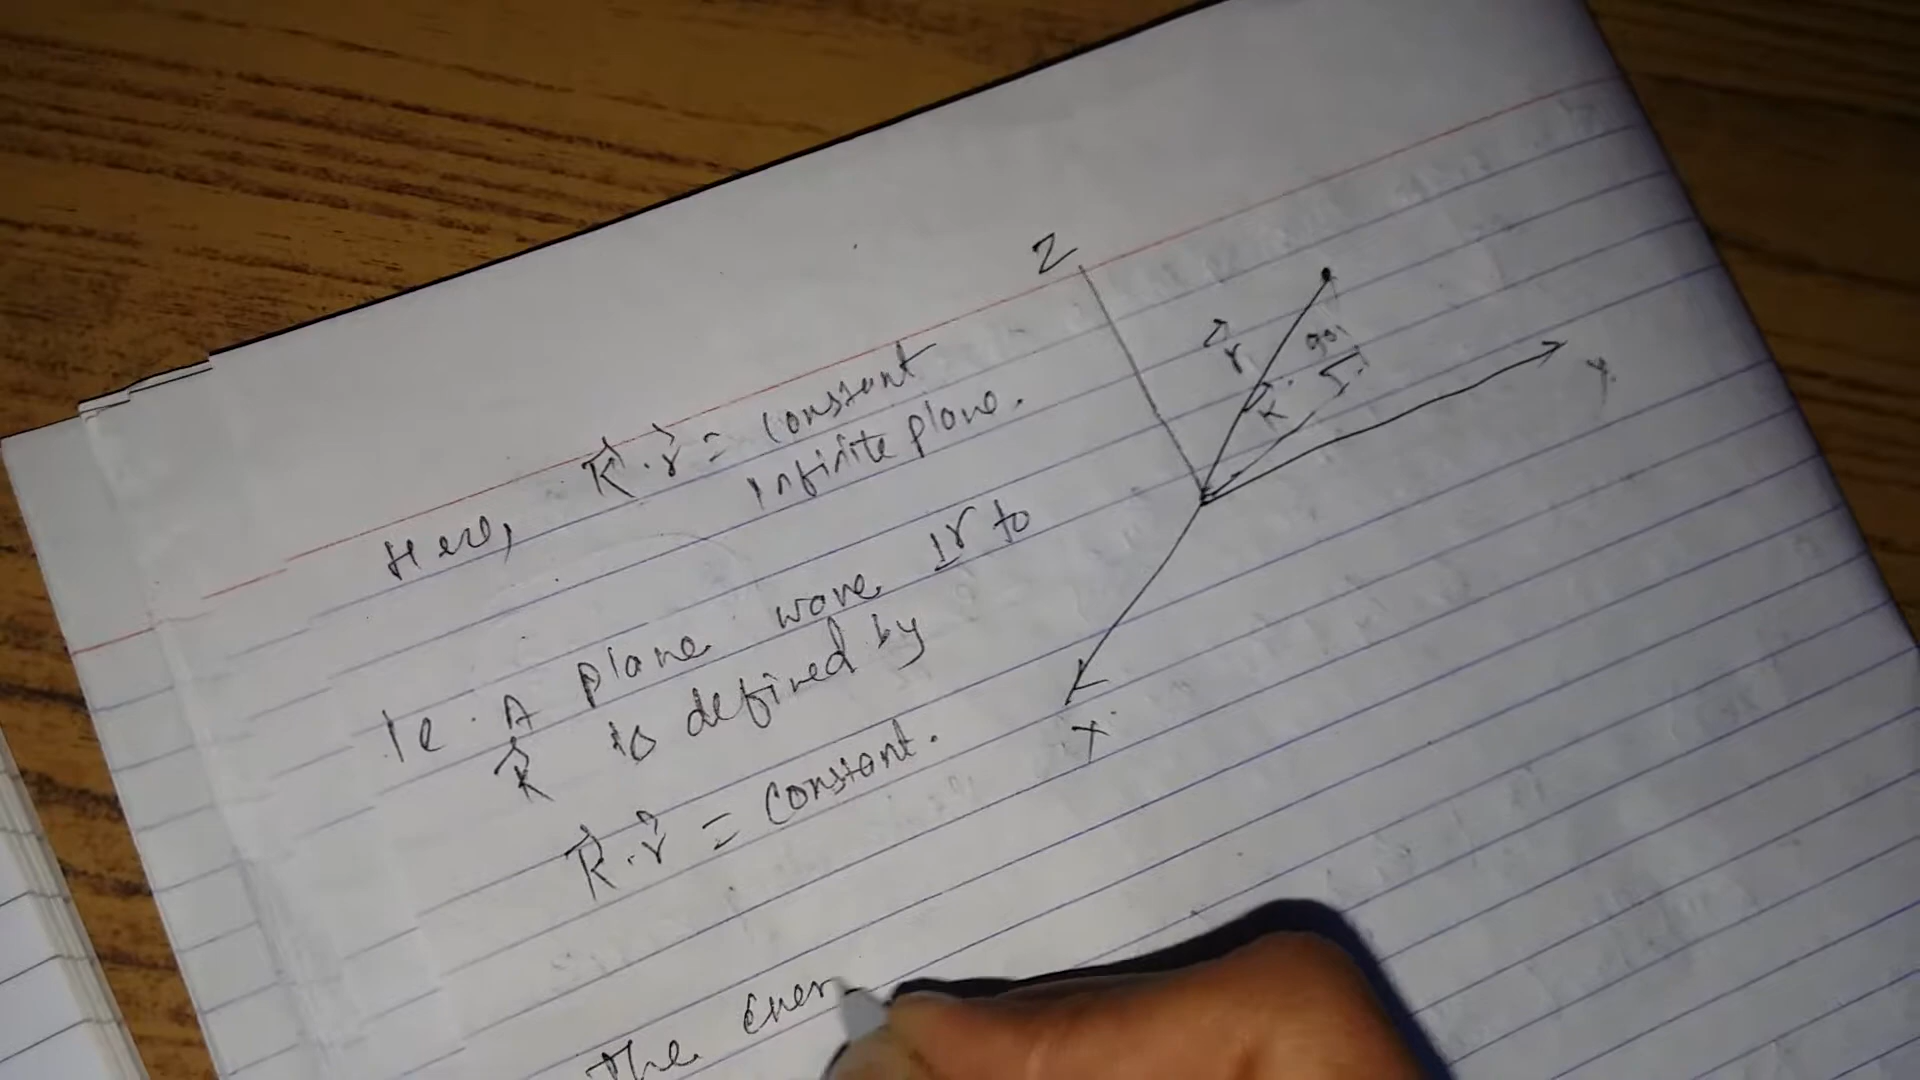 Here, K⃗ · r⃗ = constant
Infinite plane.
ie. A plane wave ⊥r to
K⃗ is defined by
K⃗ · r⃗ = constant.
The ener
Z
r⃗
90°
K
Y
X